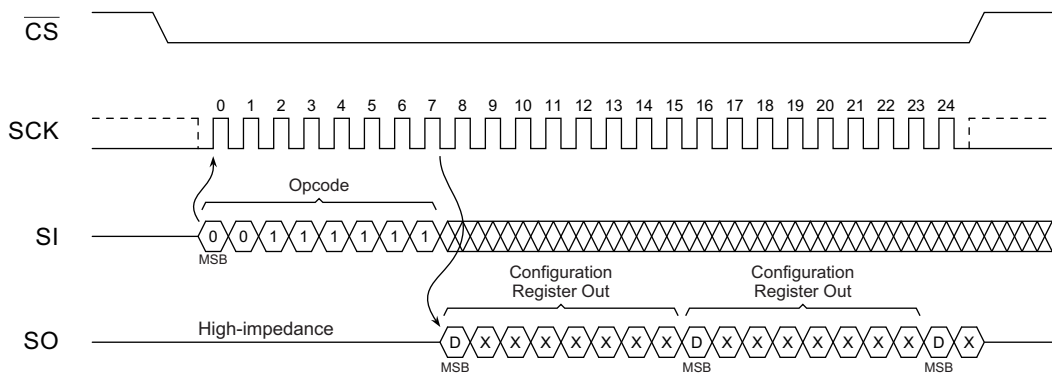 CS
0 1 2 3 4 5 6 7 8 9 10 11 12 13 14 15 16 17 18 19 20 21 22 23 24
SCK
Opcode
SI
0 0 1 1 1 1 1 1
MSB
Configuration
Register Out
Configuration
Register Out
High-impedance
SO
D X X X X X X X D X X X X X X X D X
MSB MSB MSB